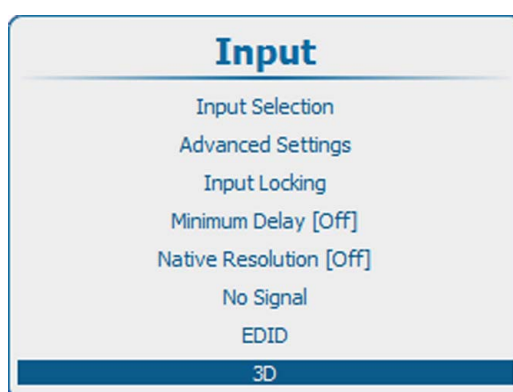 Input
Input Selection
Advanced Settings
Input Locking
Minimum Delay [Off]
Native Resolution [Off]
No Signal
EDID
3D